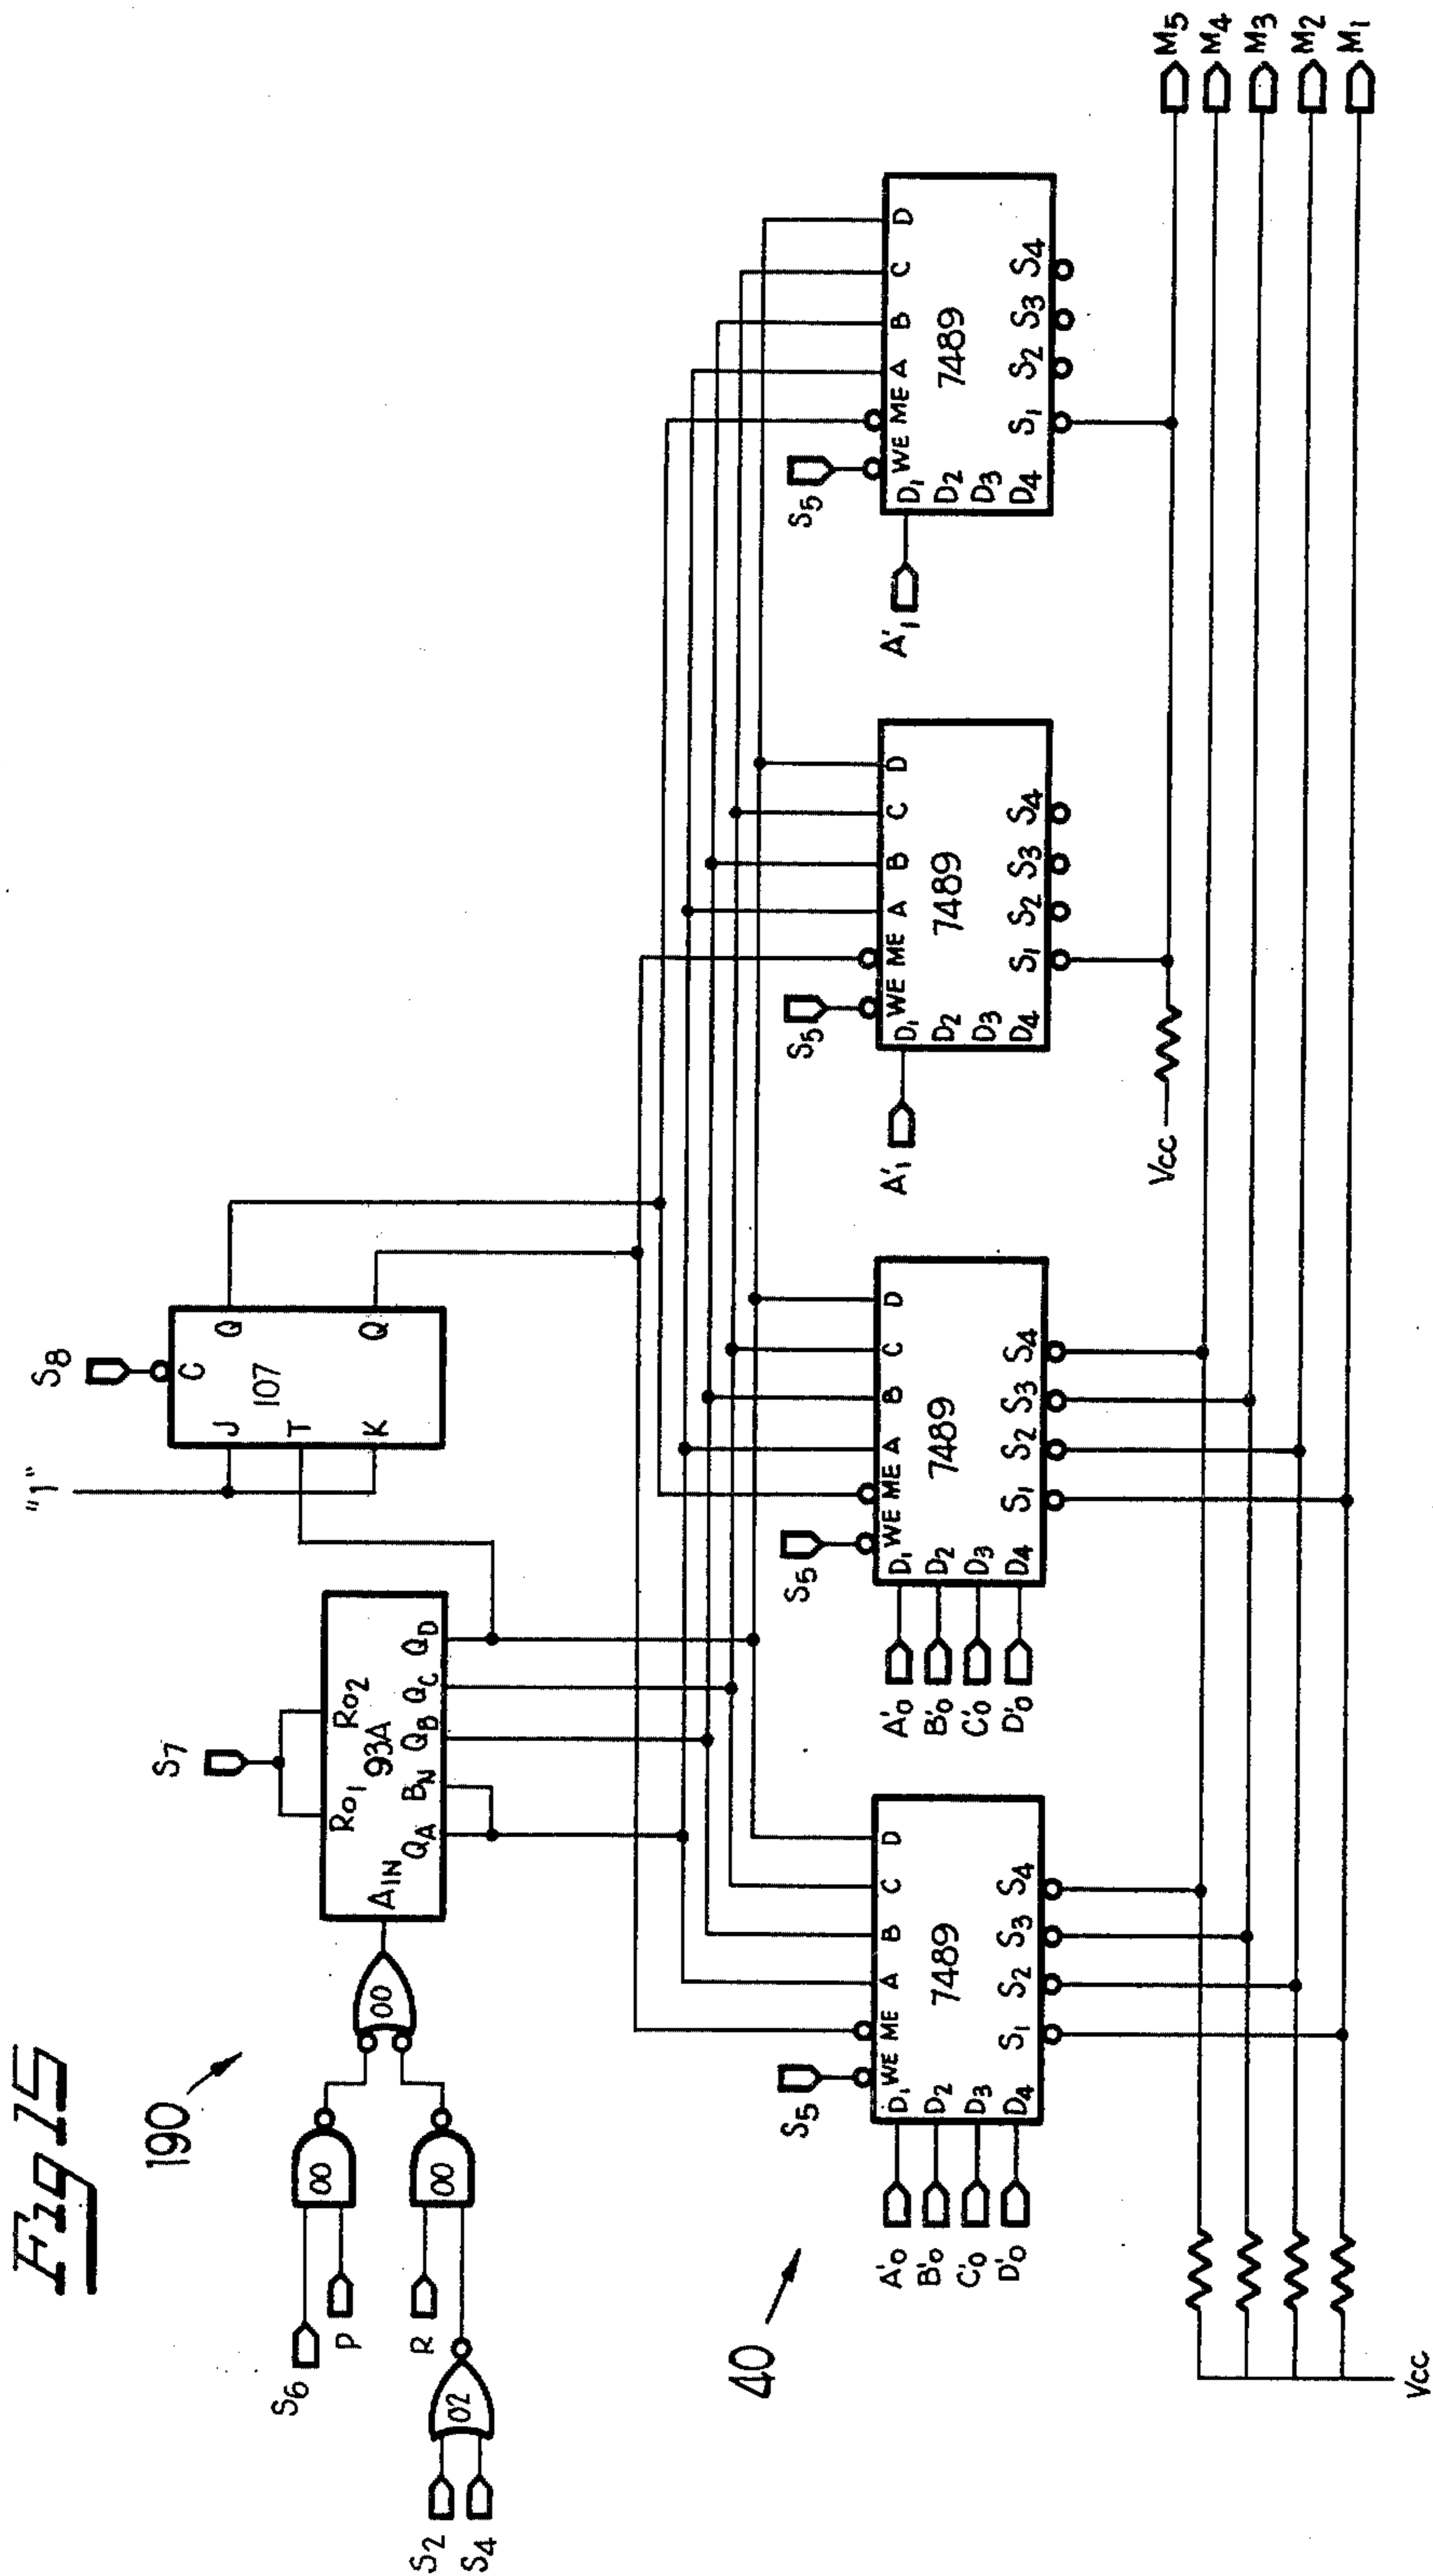 Fig 15
190
S6
P
R
S2
S4
02
00
00
00
S7
R01 R02
AIN 93A
QA BN QB QC QD
"1"
S8
J C Q
T 107
K Q
40
S5
WE ME A B C D
A'0 D1
B'0 D2
C'0 D3
D'0 D4
7489
S1 S2 S3 S4
S5
WE ME A B C D
A'0 D1
B'0 D2
C'0 D3
D'0 D4
7489
S1 S2 S3 S4
S5
WE ME A B C D
A'1 D1
D2
D3
D4
7489
S1 S2 S3 S4
S5
WE ME A B C D
A'1 D1
D2
D3
D4
7489
S1 S2 S3 S4
Vcc
Vcc
M5
M4
M3
M2
M1